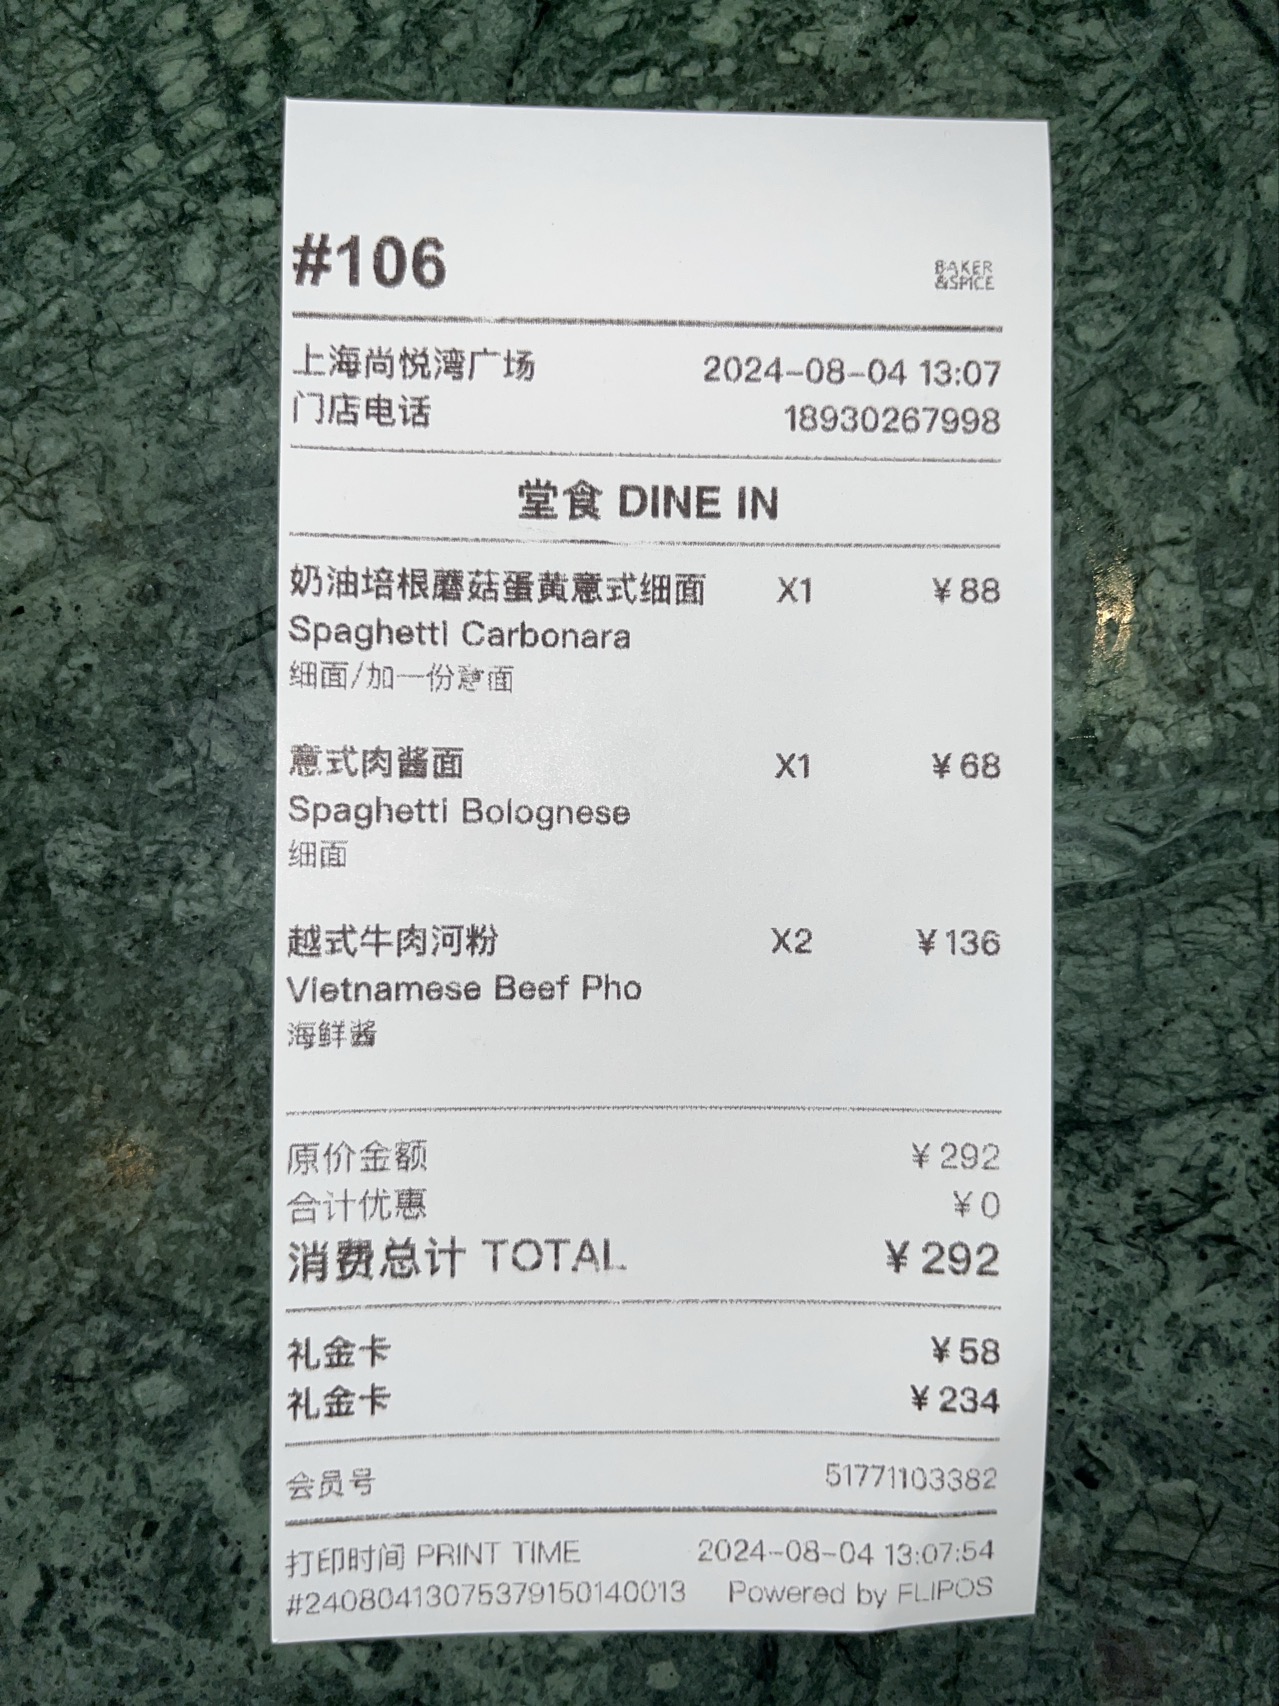 #106
BAKER
&SPICE
上海尚悦湾广场 2024-08-04 13:07
门店电话 18930267998
堂食 DINE IN
奶油培根蘑菇蛋黄意式细面 X1 ¥88
Spaghetti Carbonara
细面/加一份意面
意式肉酱面 X1 ¥68
Spaghetti Bolognese
细面
越式牛肉河粉 X2 ¥136
Vietnamese Beef Pho
海鲜酱
原价金额 ¥292
合计优惠 ¥0
消费总计 TOTAL ¥292
礼金卡 ¥58
礼金卡 ¥234
会员号 51771103382
打印时间 PRINT TIME 2024-08-04 13:07:54
#24080413075379150140013 Powered by FLIPOS